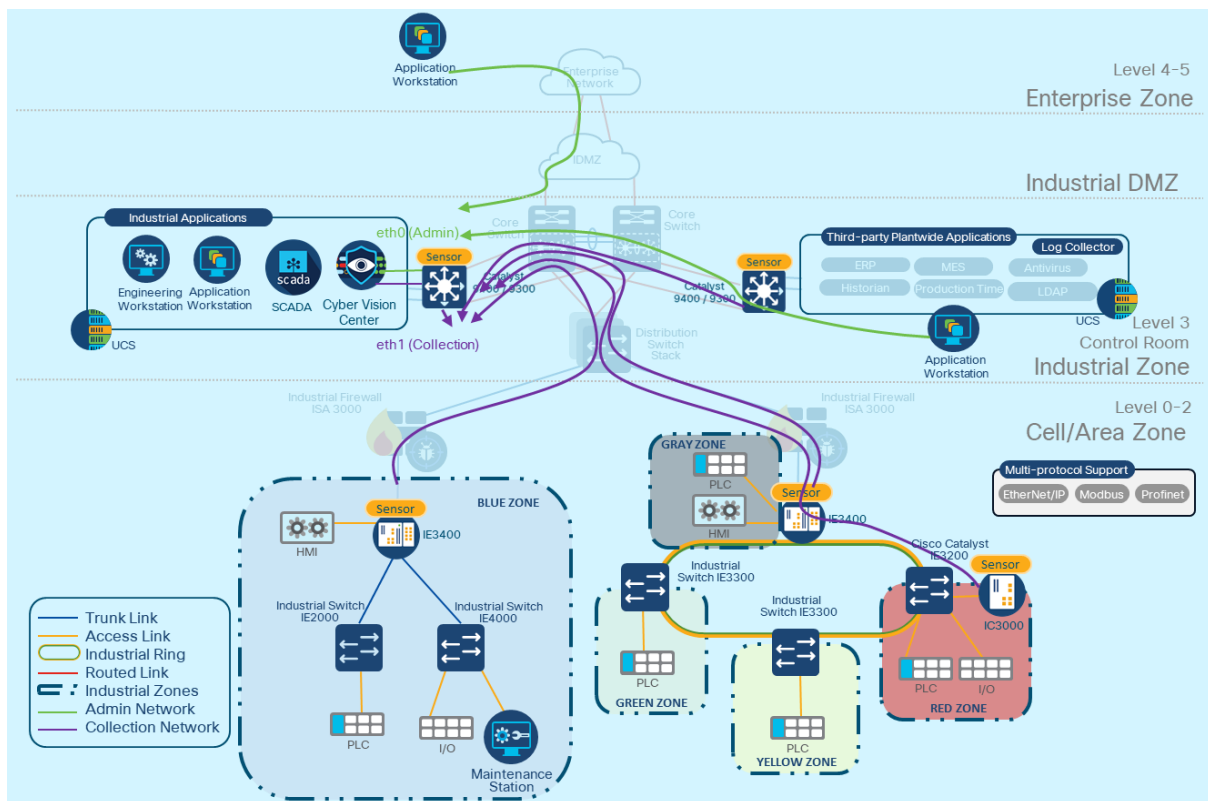 Application
Workstation
Enterprise
Network
Level 4-5
Enterprise Zone
IDMZ
Industrial DMZ
Industrial Applications
eth0 (Admin)
Core
Switch
Core
Switch
Third-party Plantwide Applications
Log Collector
Sensor
Sensor
ERP
MES
Antivirus
Historian
Production Time
LDAP
scada
Engineering
Workstation
Application
Workstation
SCADA
Cyber Vision
Center
Catalyst
9400 / 9300
Catalyst
9400 / 9300
UCS
UCS
eth1 (Collection)
Distribution
Switch
Stack
Application
Workstation
Level 3
Control Room
Industrial Zone
Industrial Firewall
ISA 3000
Industrial Firewall
ISA 3000
Level 0-2
Cell/Area Zone
GRAY ZONE
PLC
Sensor
HMI
IE3400
Multi-protocol Support
EtherNet/IP
Modbus
Profinet
BLUE ZONE
Sensor
IE3400
HMI
Cisco Catalyst
IE3200
Sensor
IC3000
Industrial
Switch IE3300
Industrial
Switch IE3300
Industrial Switch
IE2000
Industrial Switch
IE4000
PLC
I/O
Maintenance
Station
PLC
GREEN ZONE
PLC
YELLOW ZONE
PLC
I/O
RED ZONE
Trunk Link
Access Link
Industrial Ring
Routed Link
Industrial Zones
Admin Network
Collection Network